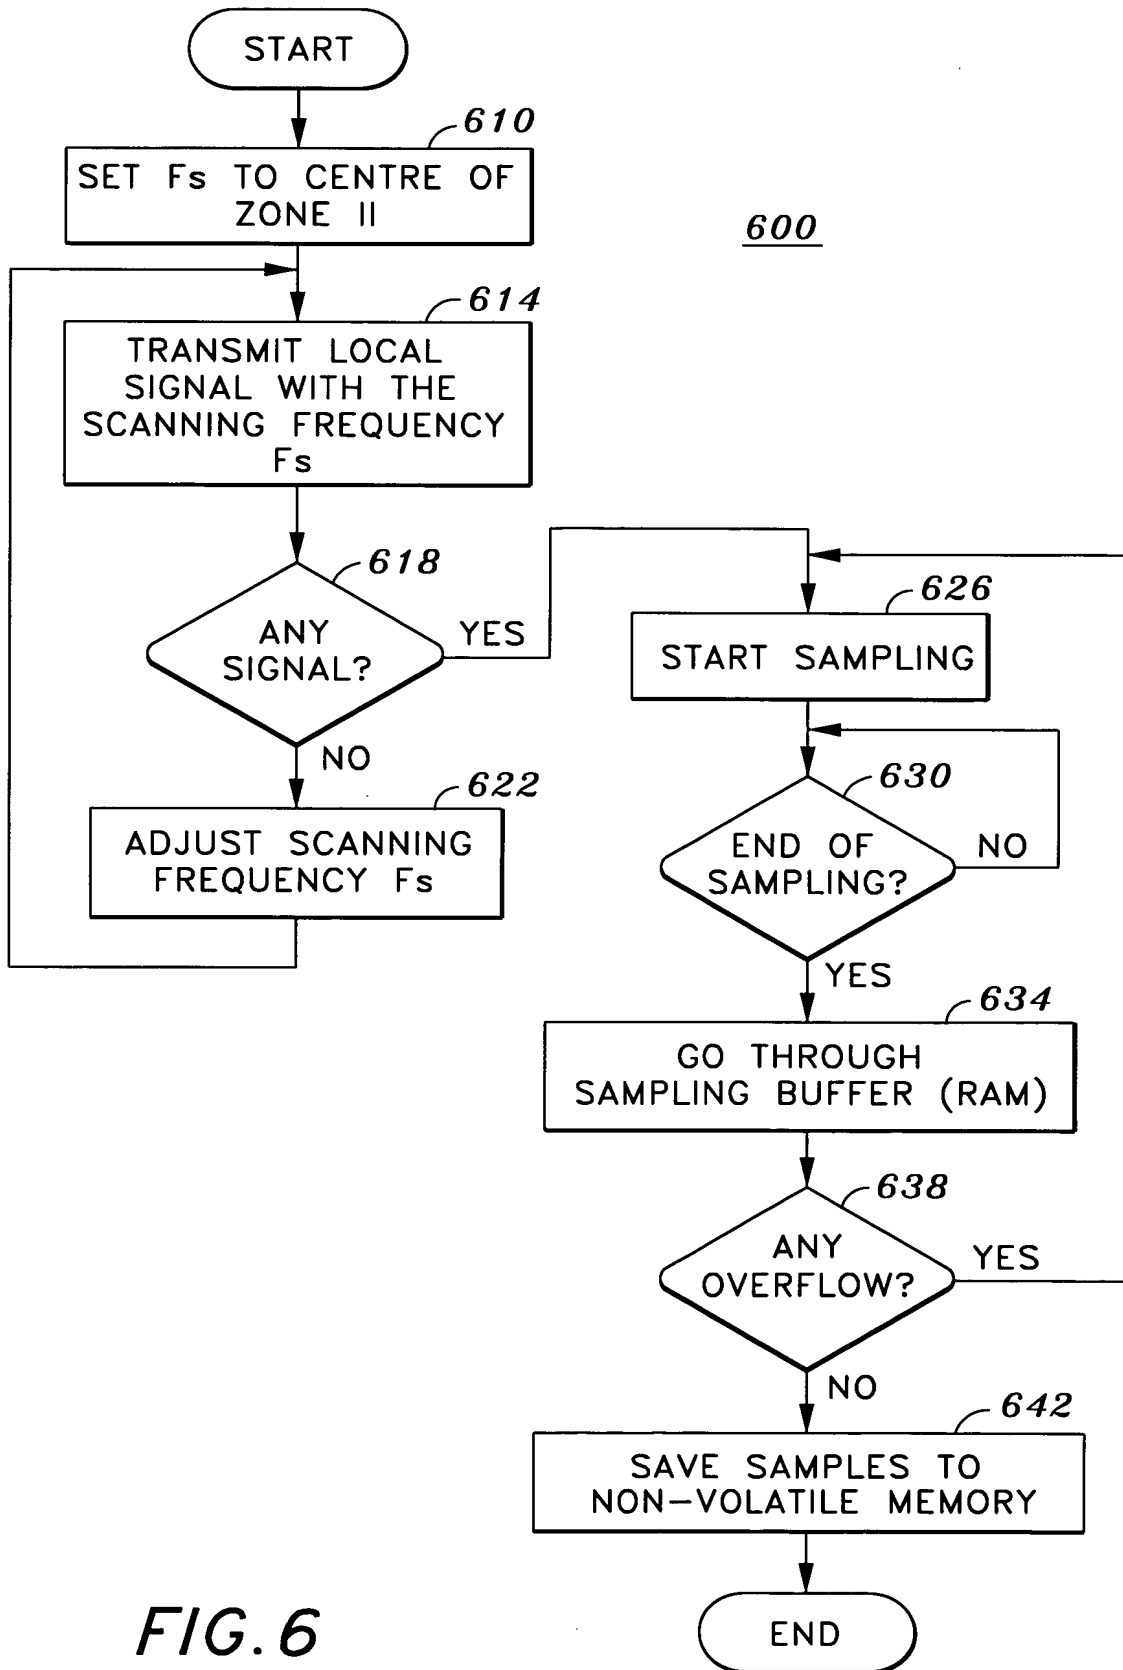 START
610
SET Fs TO CENTRE OF
ZONE II
600
614
TRANSMIT LOCAL
SIGNAL WITH THE
SCANNING FREQUENCY
Fs
618
ANY
SIGNAL?
YES
NO
622
ADJUST SCANNING
FREQUENCY Fs
626
START SAMPLING
630
END OF
SAMPLING?
NO
YES
634
GO THROUGH
SAMPLING BUFFER (RAM)
638
ANY
OVERFLOW?
YES
NO
642
SAVE SAMPLES TO
NON-VOLATILE MEMORY
END
FIG. 6